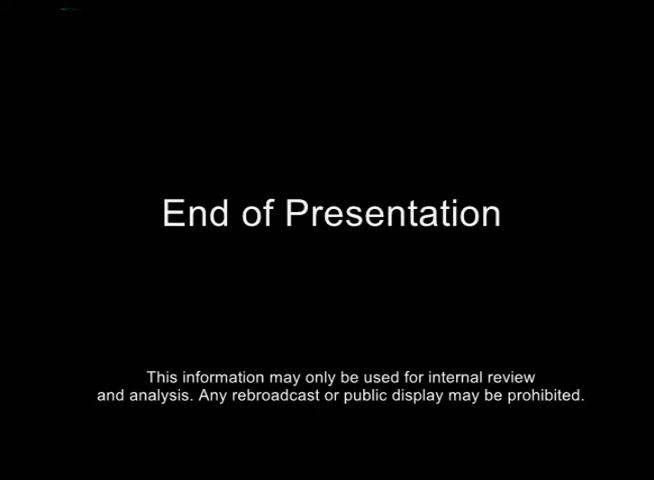 End of Presentation
This information may only be used for internal review
and analysis. Any rebroadcast or public display may be prohibited.